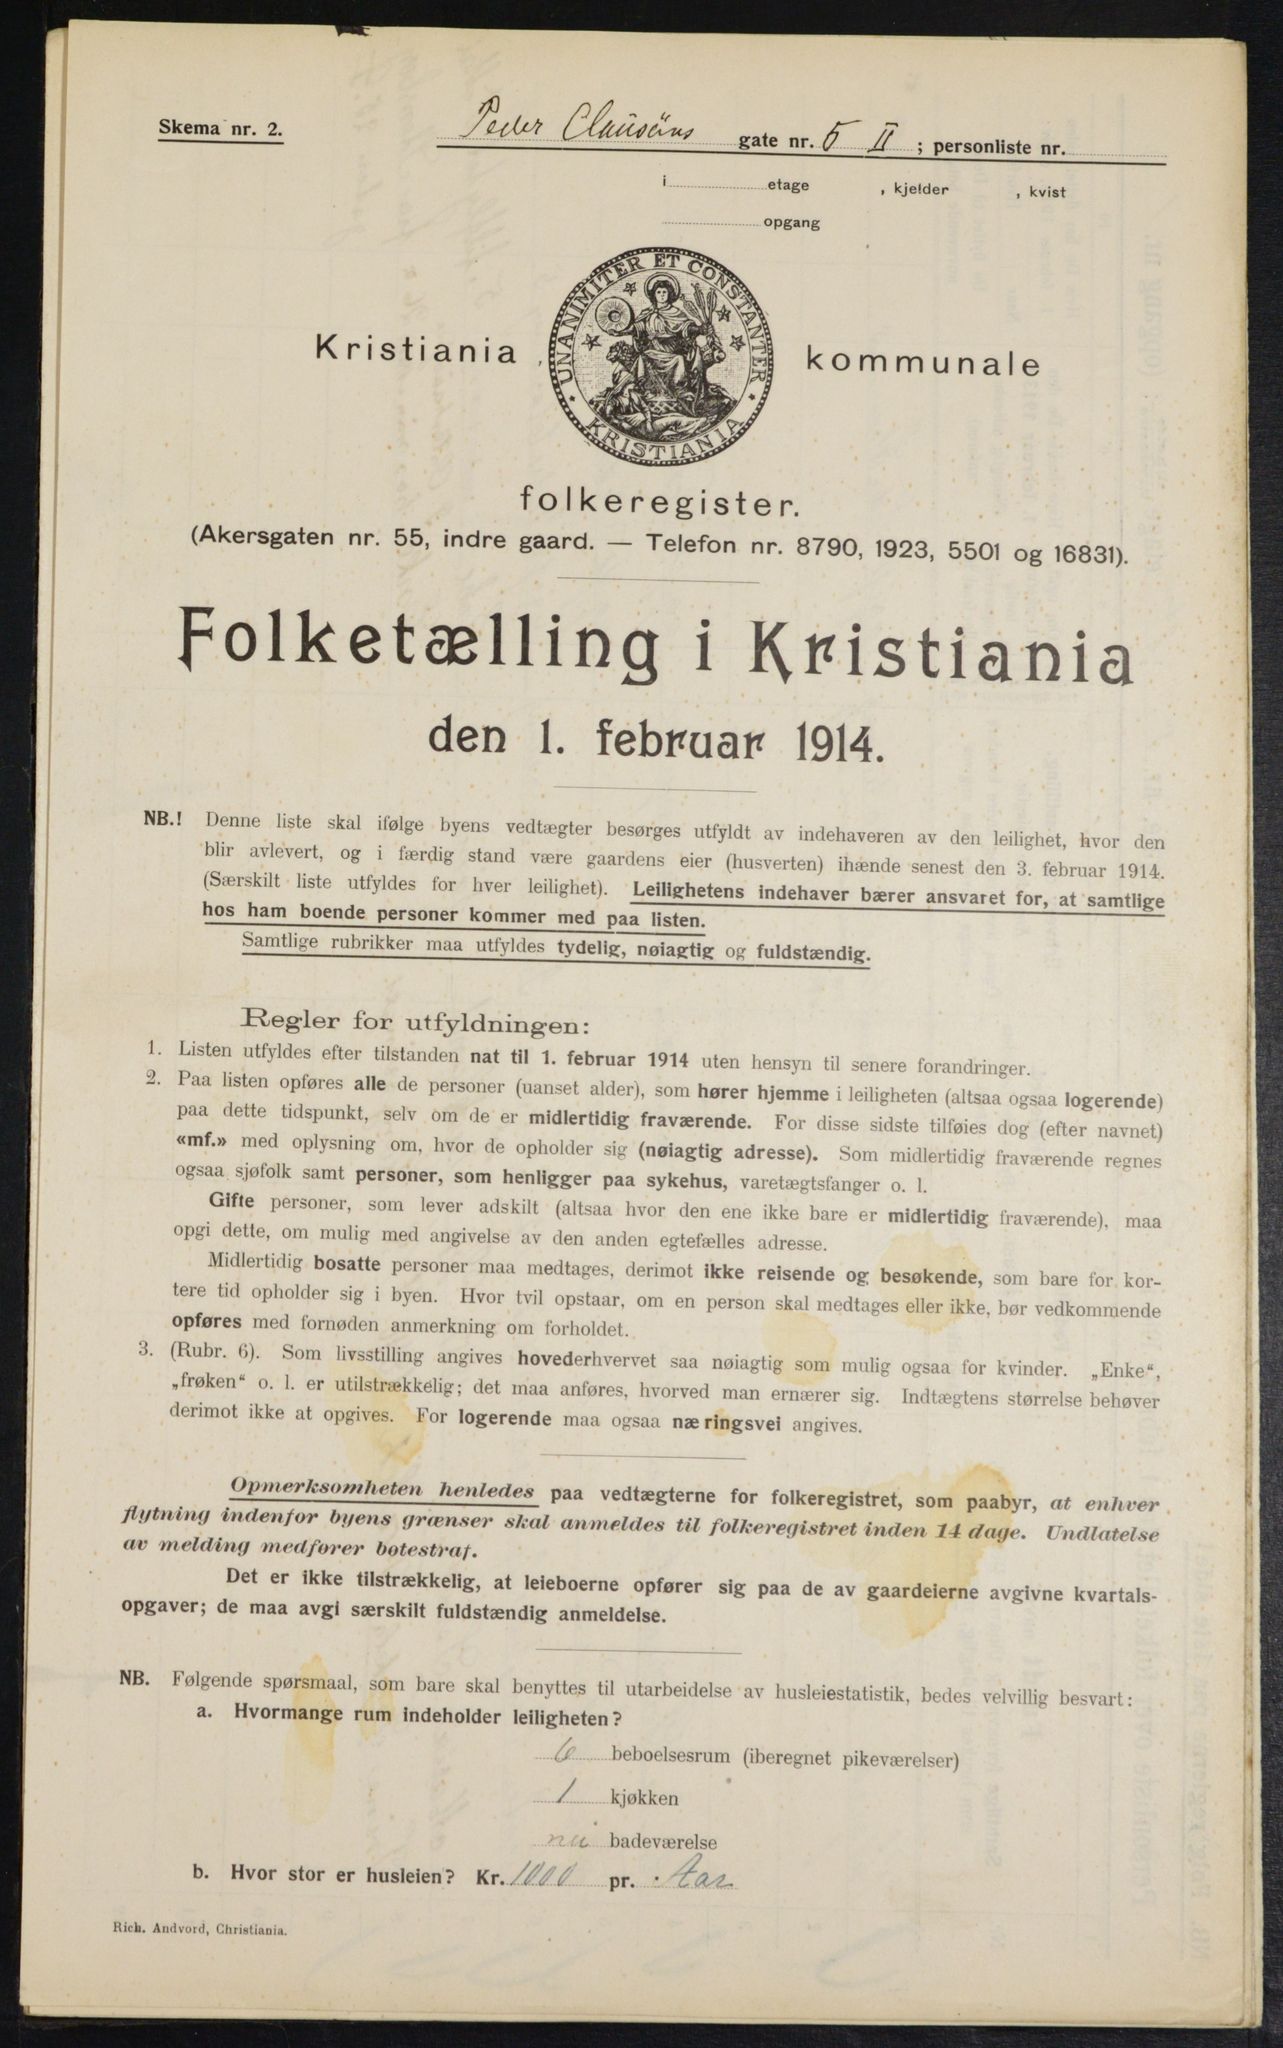 Skema nr. 2.
Peder Claussøns gate nr. 5 II ; personliste nr.
i etage , kjelder , kvist
opgang
UNANIMITER ET CONSTANTER
KRISTIANIA
Kristiania kommunale
folkeregister.
(Akersgaten nr. 55, indre gaard. — Telefon nr. 8790, 1923, 5501 og 16831).
Folketælling i Kristiania
den 1. februar 1914.
NB.! Denne liste skal ifølge byens vedtægter besørges utfyldt av indehaveren av den leilighet, hvor den
blir avlevert, og i færdig stand være gaardens eier (husverten) ihænde senest den 3. februar 1914.
(Særskilt liste utfyldes for hver leilighet). Leilighetens indehaver bærer ansvaret for, at samtlige
hos ham boende personer kommer med paa listen.
Samtlige rubrikker maa utfyldes tydelig, nøiagtig og fuldstændig.
Regler for utfyldningen:
1. Listen utfyldes efter tilstanden nat til 1. februar 1914 uten hensyn til senere forandringer.
2. Paa listen opføres alle de personer (uanset alder), som hører hjemme i leiligheten (altsaa ogsaa logerende)
paa dette tidspunkt, selv om de er midlertidig fraværende. For disse sidste tilføies dog (efter navnet)
«mf.» med oplysning om, hvor de opholder sig (nøiagtig adresse). Som midlertidig fraværende regnes
ogsaa sjøfolk samt personer, som henligger paa sykehus, varetægtsfanger o. l.
Gifte personer, som lever adskilt (altsaa hvor den ene ikke bare er midlertidig fraværende), maa
opgi dette, om mulig med angivelse av den anden egtefælles adresse.
Midlertidig bosatte personer maa medtages, derimot ikke reisende og besøkende, som bare for kor-
tere tid opholder sig i byen. Hvor tvil opstaar, om en person skal medtages eller ikke, bør vedkommende
opføres med fornøden anmerkning om forholdet.
3. (Rubr. 6). Som livsstilling angives hovederhvervet saa nøiagtig som mulig ogsaa for kvinder. „Enke“,
„frøken“ o. l. er utilstrækkelig; det maa anføres, hvorved man ernærer sig. Indtægtens størrelse behøver
derimot ikke at opgives. For logerende maa ogsaa næringsvei angives.
Opmerksomheten henledes paa vedtægterne for folkeregistret, som paabyr, at enhver
flytning indenfor byens grænser skal anmeldes til folkeregistret inden 14 dage. Undlatelse
av melding medfører bøtestraf.
Det er ikke tilstrækkelig, at leieboerne opfører sig paa de av gaardeierne avgivne kvartals-
opgaver; de maa avgi særskilt fuldstændig anmeldelse.
NB. Følgende spørsmaal, som bare skal benyttes til utarbeidelse av husleiestatistik, bedes velvillig besvart:
a. Hvormange rum indeholder leiligheten?
6 beboelsesrum (iberegnet pikeværelser)
1 kjøkken
badeværelse
b. Hvor stor er husleien? Kr. 1000 pr. Aar
Rich. Andvord, Christiania.